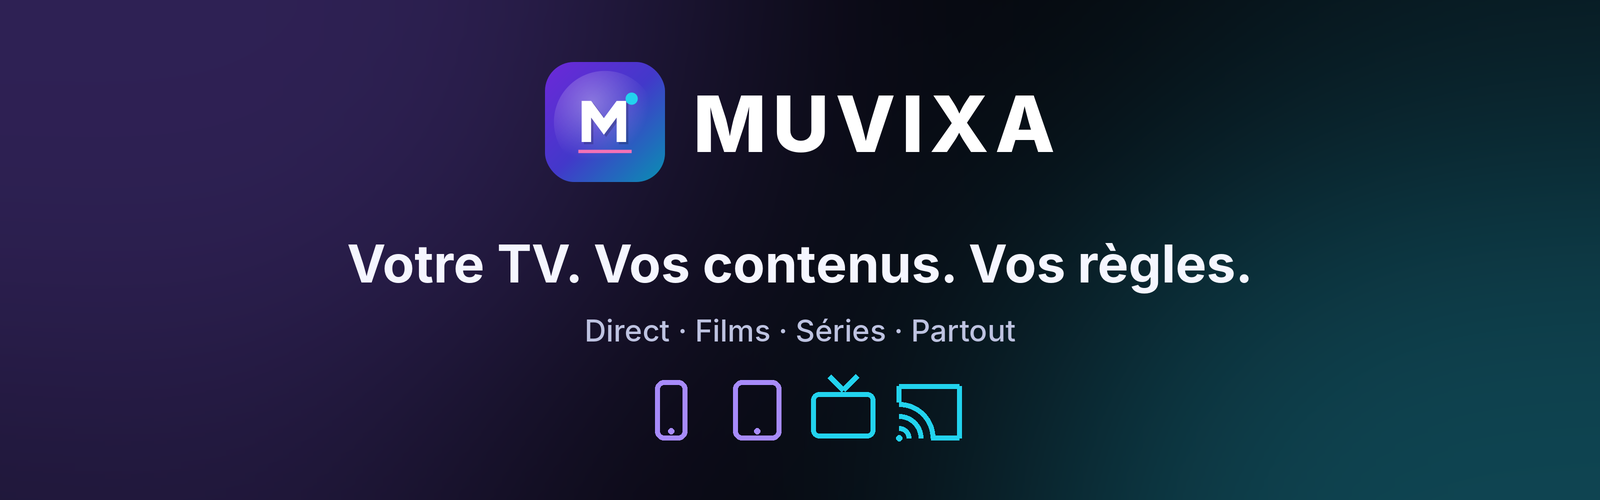 M MUVIXA
Votre TV. Vos contenus. Vos règles.
Direct · Films · Séries · Partout